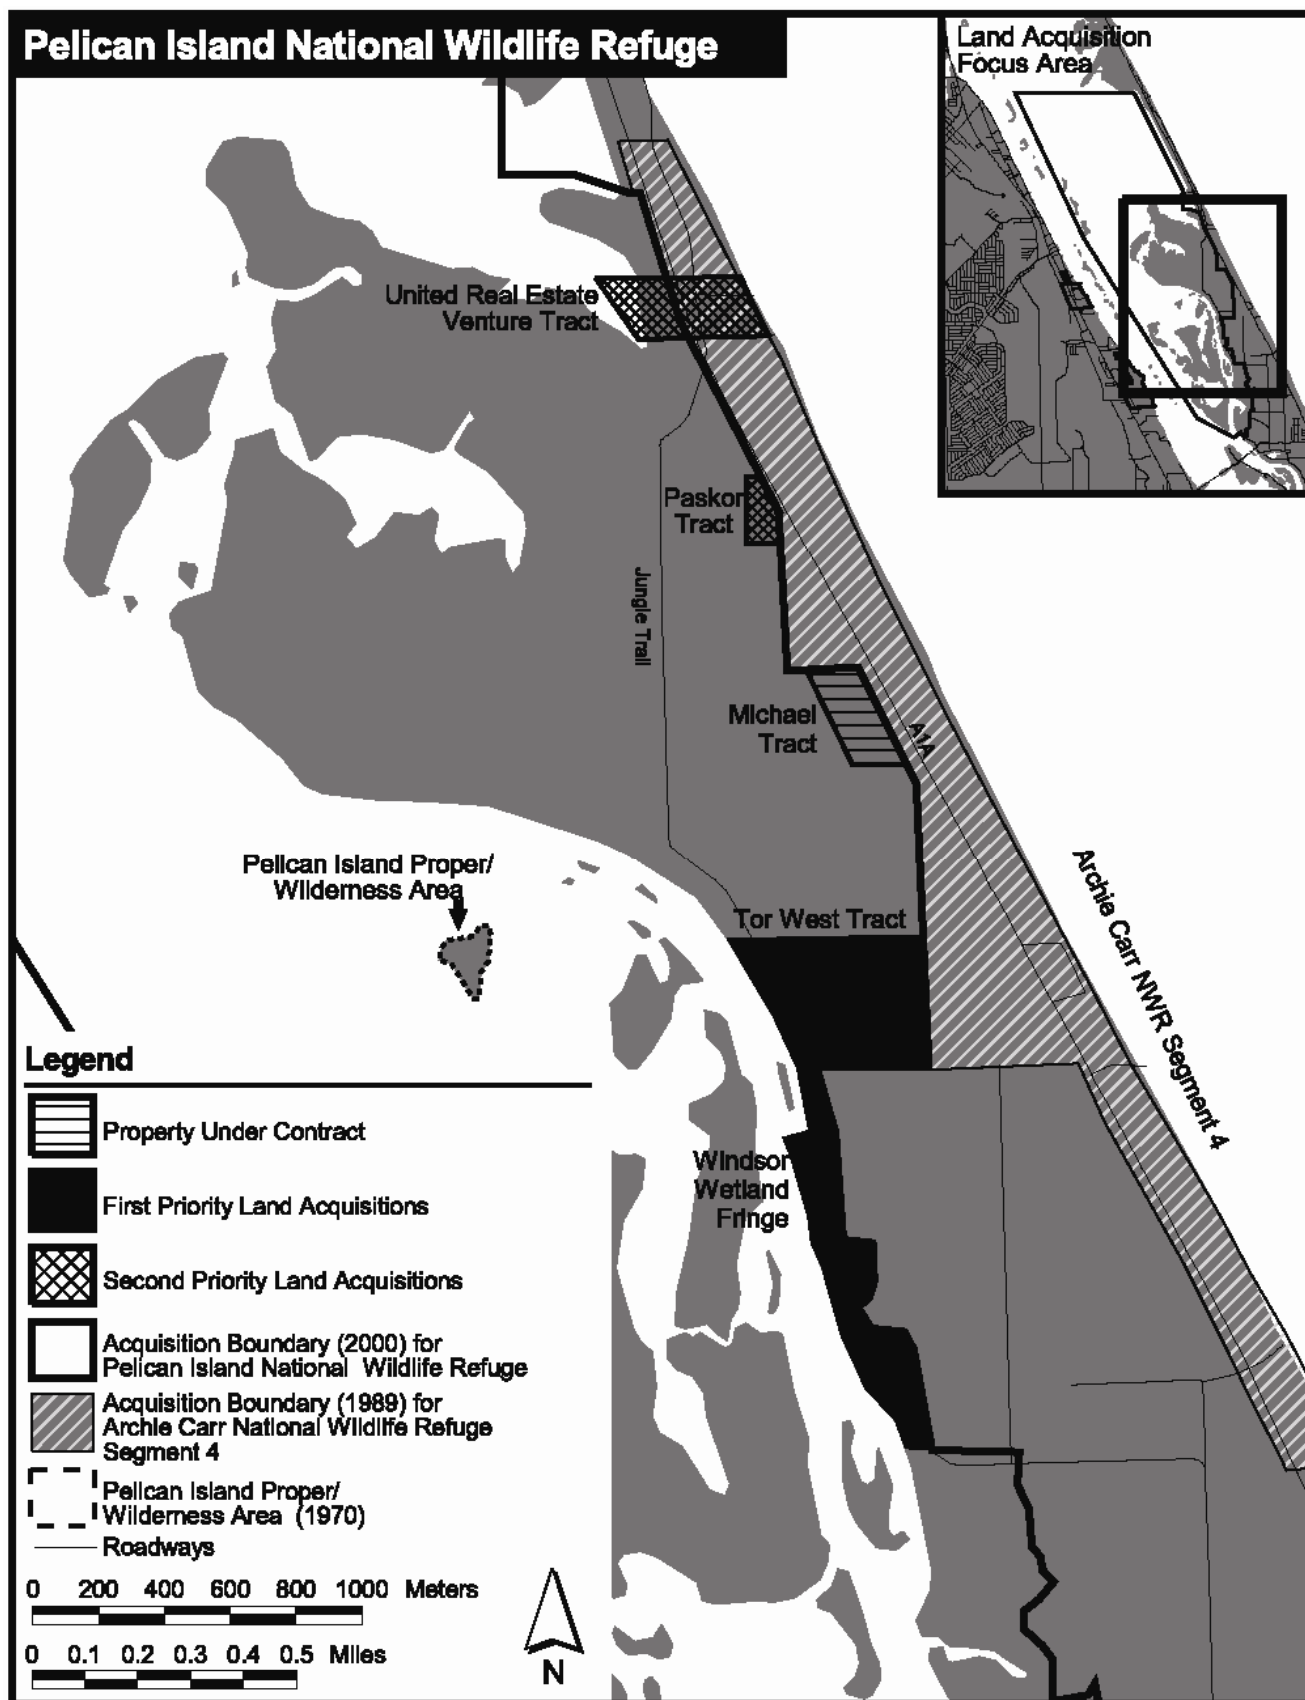 Pelican Island National Wildlife Refuge
Land Acquisition
Focus Area
United Real Estate
Venture Tract
Paskor
Tract
Jungle Trail
Michael
Tract
A1A
Pelican Island Proper/
Wilderness Area
Tor West Tract
Archie Carr NWR Segment 4
Windsor
Wetland
Fringe
Legend
Property Under Contract
First Priority Land Acquisitions
Second Priority Land Acquisitions
Acquisition Boundary (2000) for
Pelican Island National Wildlife Refuge
Acquisition Boundary (1989) for
Archie Carr National Wildlife Refuge
Segment 4
Pelican Island Proper/
Wilderness Area (1970)
Roadways
0 200 400 600 800 1000 Meters
0 0.1 0.2 0.3 0.4 0.5 Miles
N